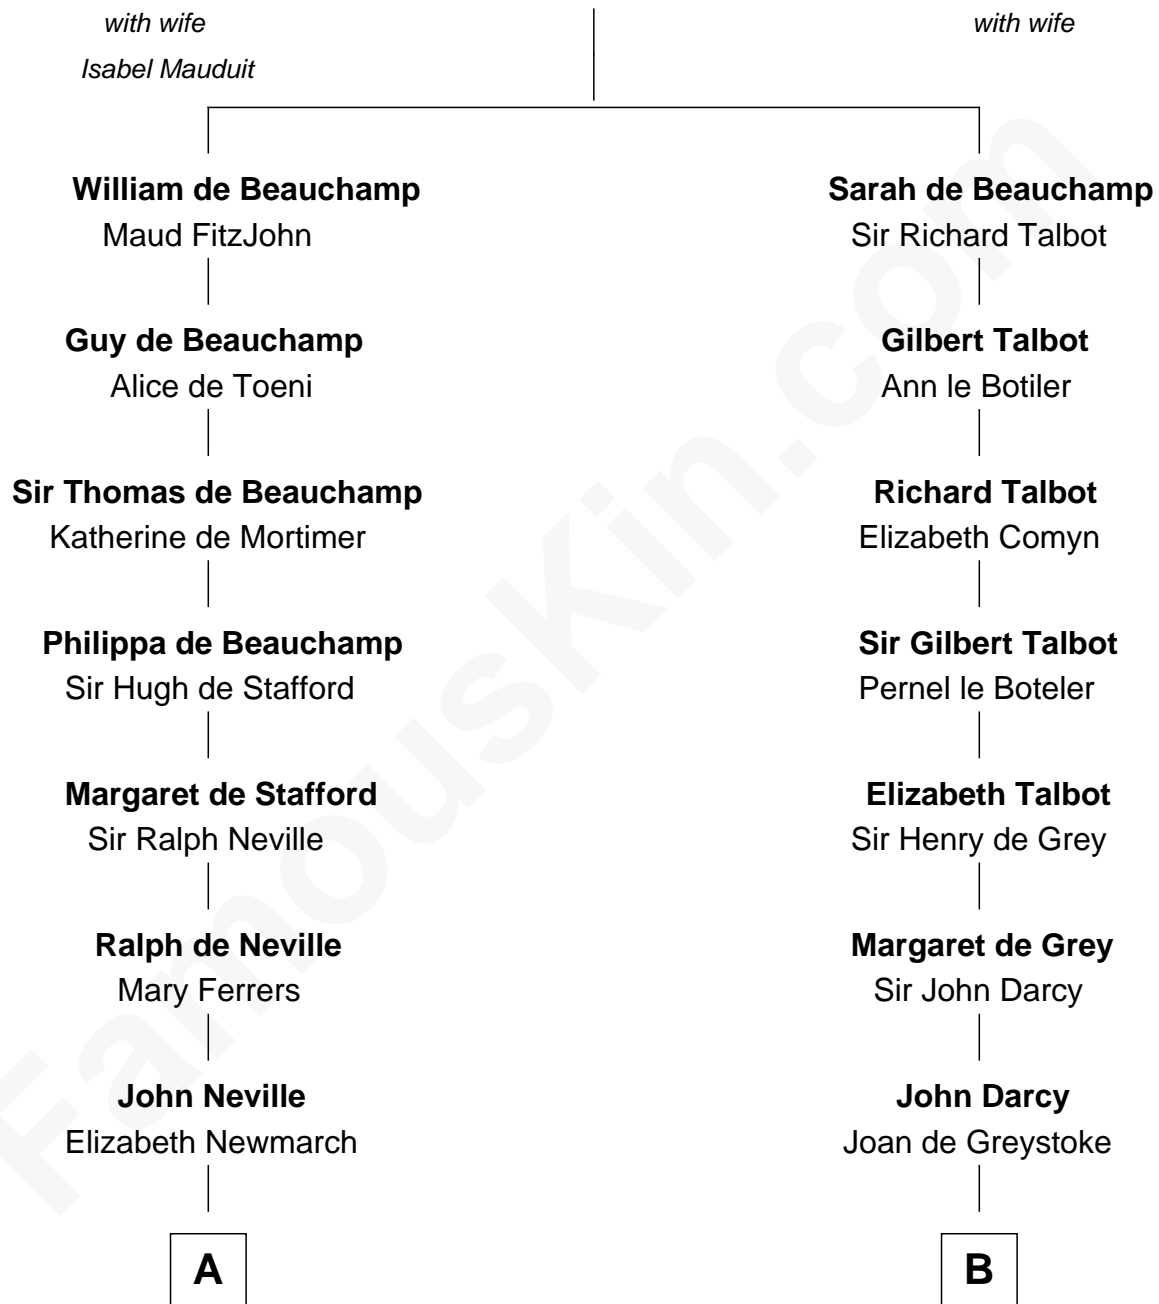 with wife
with wife
Isabel Mauduit
William de Beauchamp
Sarah de Beauchamp
Maud FitzJohn
Sir Richard Talbot
Guy de Beauchamp
Gilbert Talbot
Alice de Toeni
Ann le Botiler
Sir Thomas de Beauchamp
Richard Talbot
Katherine de Mortimer
Elizabeth Comyn
Philippa de Beauchamp
Sir Gilbert Talbot
Sir Hugh de Stafford
Pernel le Boteler
Margaret de Stafford
Elizabeth Talbot
Sir Ralph Neville
Sir Henry de Grey
Ralph de Neville
Margaret de Grey
Mary Ferrers
Sir John Darcy
John Neville
John Darcy
Elizabeth Newmarch
Joan de Greystoke
A
B
FamousKin.com